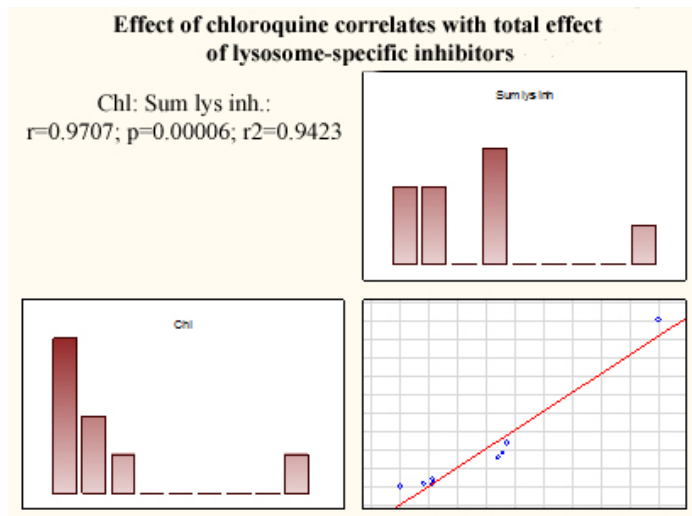 Effect of chloroquine correlates with total effect
of lysosome-specific inhibitors
Chl: Sum lys inh.:
r=0.9707; p=0.00006; r2=0.9423
Sum lys inh
Chl